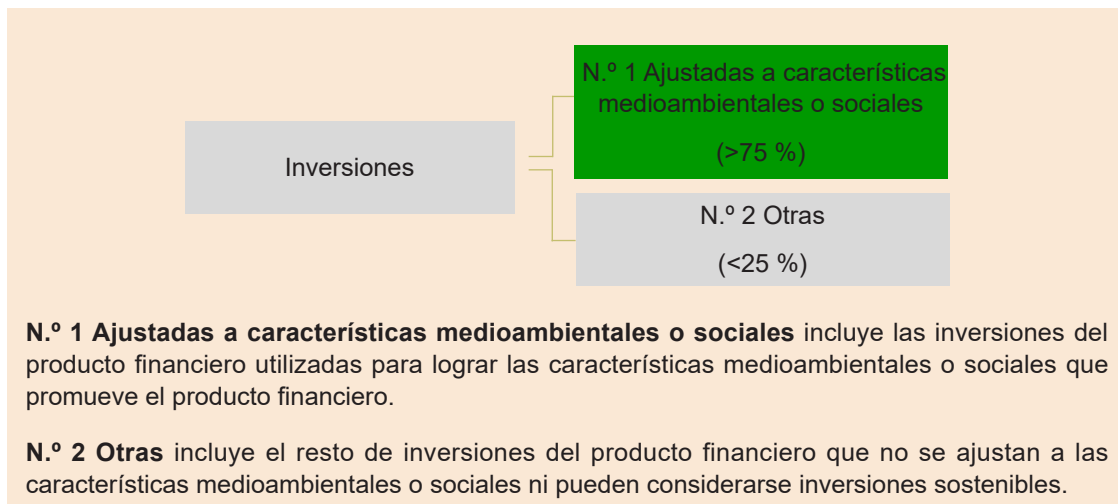 N.º 1 Ajustadas a características
medioambientales o sociales
(>75 %)
Inversiones
N.º 2 Otras
(<25 %)
N.º 1 Ajustadas a características medioambientales o sociales incluye las inversiones del
producto financiero utilizadas para lograr las características medioambientales o sociales que
promueve el producto financiero.
N.º 2 Otras incluye el resto de inversiones del producto financiero que no se ajustan a las
características medioambientales o sociales ni pueden considerarse inversiones sostenibles.